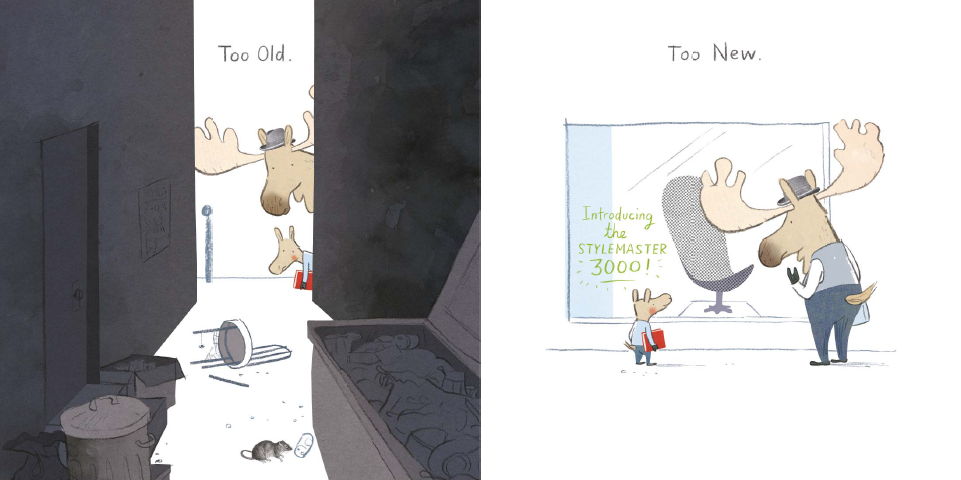 Too Old.
Too New.
Introducing
the
STYLEMASTER
3000!